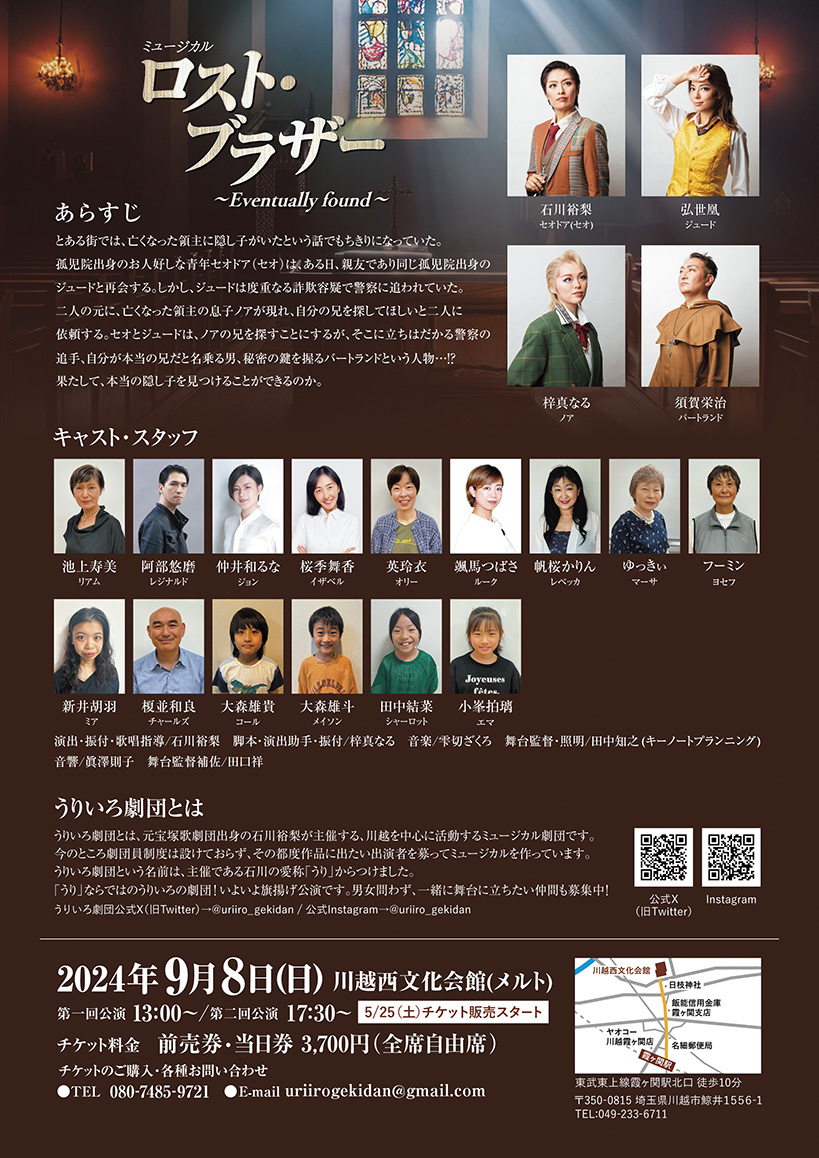 ミュージカル
ロスト・
ブラザー
～Eventually found～
あらすじ
とある街では、亡くなった領主に隠し子がいたという話でもちきりになっていた。
孤児院出身のお人好しな青年セオドア（セオ）は、ある日、親友であり同じ孤児院出身の
ジュードと再会する。しかし、ジュードは度重なる詐欺容疑で警察に追われていた。
二人の元に、亡くなった領主の息子ノアが現れ、自分の兄を探してほしいと二人に
依頼する。セオとジュードは、ノアの兄を探すことにするが、そこに立ちはだかる警察の
追手、自分が本当の兄だと名乗る男、秘密の鍵を握るバートランドという人物…!?
果たして、本当の隠し子を見つけることができるのか。
石川裕梨
セオドア(セオ)
弘世凰
ジュード
梓真なる
ノア
須賀栄治
バートランド
キャスト・スタッフ
池上寿美
リアム
阿部悠磨
レジナルド
仲井和るな
ジョン
桜季舞香
イザベル
英玲衣
オリー
颯馬つばさ
ルーク
帆桜かりん
レベッカ
ゆっきぃ
マーサ
フーミン
ヨセフ
新井胡羽
ミア
榎並和良
チャールズ
大森雄貴
コール
大森雄斗
メイソン
田中結菜
シャーロット
小峯拍璃
エマ
Joyeuses
fêtes.
演出・振付・歌唱指導/石川裕梨　脚本・演出助手・振付/梓真なる　音楽/雫切ざくろ　舞台監督・照明/田中知之(キーノートプランニング)
音響/眞澤則子　舞台監督補佐/田口祥
うりいろ劇団とは
うりいろ劇団とは、元宝塚歌劇団出身の石川裕梨が主催する、川越を中心に活動するミュージカル劇団です。
今のところ劇団員制度は設けておらず、その都度作品に出たい出演者を募ってミュージカルを作っています。
うりいろ劇団という名前は、主催である石川の愛称「うり」からつけました。
「うり」ならではのうりいろの劇団！いよいよ旗揚げ公演です。男女問わず、一緒に舞台に立ちたい仲間も募集中！
うりいろ劇団公式X（旧Twitter）→@uriiro_gekidan / 公式Instagram→@uriiro_gekidan
公式X
（旧Twitter）
Instagram
2024年9月8日(日) 川越西文化会館(メルト)
第一回公演 13:00～/第二回公演 17:30～ 5/25（土）チケット販売スタート
チケット料金　前売券・当日券 3,700円（全席自由席）
チケットのご購入・各種お問い合わせ
●TEL 080-7485-9721 ●E-mail uriirogekidan@gmail.com
川越西文化会館
日枝神社
飯能信用金庫
霞ヶ関支店
ヤオコー
川越霞ヶ関店
名細郵便局
霞ヶ関駅
東武東上線霞ヶ関駅北口 徒歩10分
〒350-0815 埼玉県川越市鯨井1556-1
TEL:049-233-6711